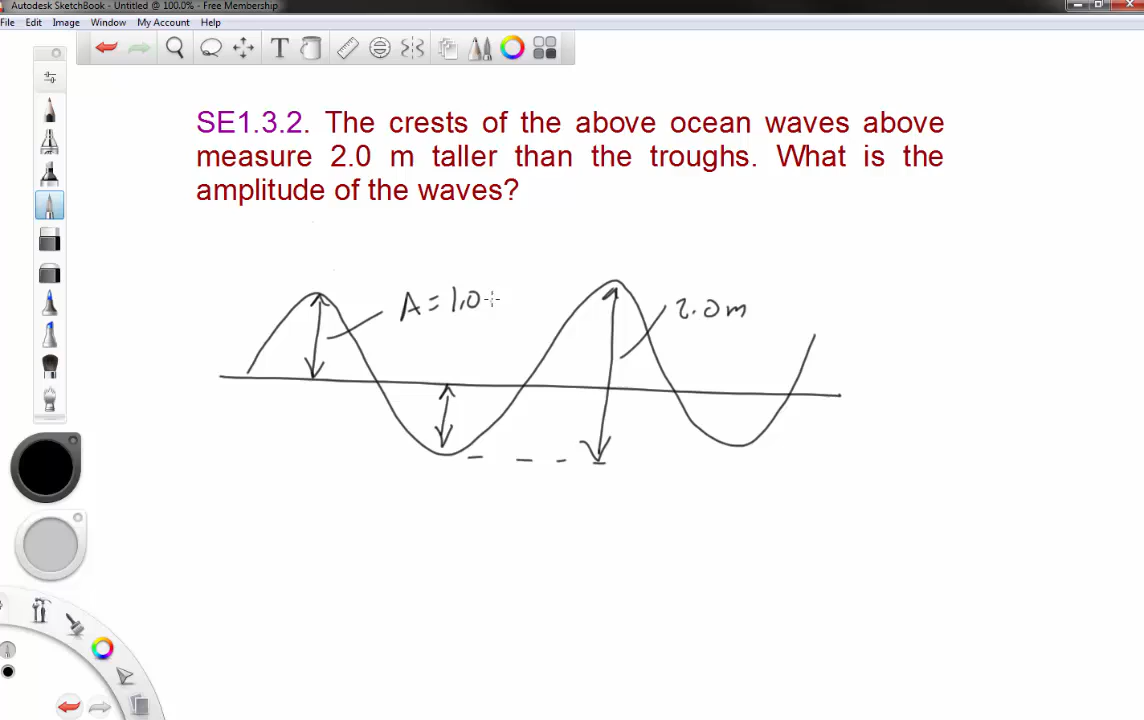 Autodesk SketchBook - Untitled @ 100.0% - Free Membership
File Edit Image Window My Account Help
T
SE1.3.2. The crests of the above ocean waves above
measure 2.0 m taller than the troughs. What is the
amplitude of the waves?
A = 1.0
2.0 m